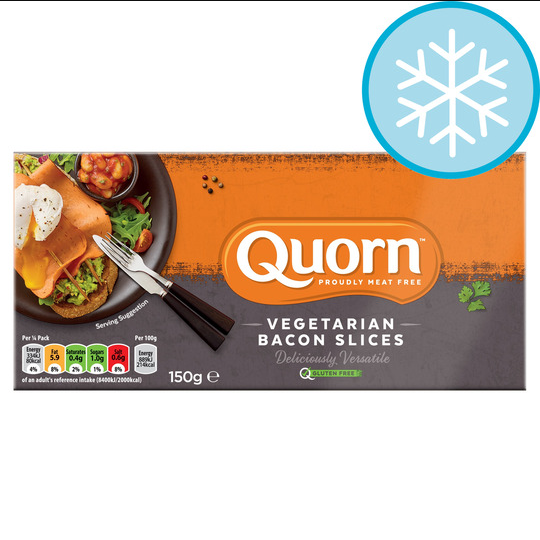 Quorn™
PROUDLY MEAT FREE
VEGETARIAN
BACON SLICES
Deliciously Versatile
GLUTEN FREE
Serving Suggestion
Per ¼ Pack
Per 100g
Energy
334kJ
80kcal
4%
Fat
5.9
8%
Saturates
0.4g
2%
Sugars
1.0g
1%
Salt
0.6g
8%
Energy
889kJ
214kcal
of an adult's reference intake (8400kJ/2000kcal)
150g e